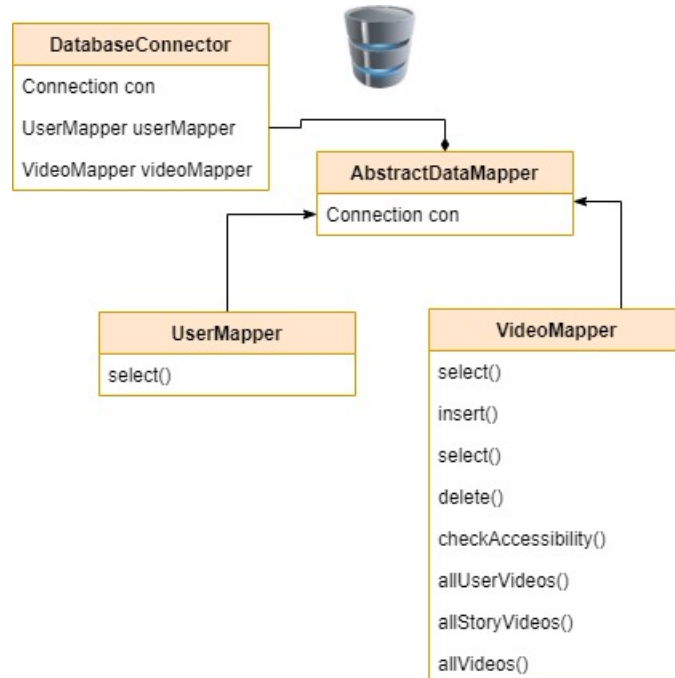 DatabaseConnector
Connection con
UserMapper userMapper
VideoMapper videoMapper
AbstractDataMapper
Connection con
UserMapper
select()
VideoMapper
select()
insert()
select()
delete()
checkAccessibility()
allUserVideos()
allStoryVideos()
allVideos()